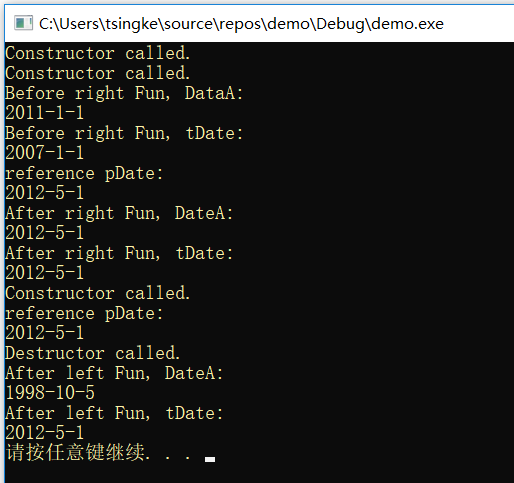 C:\Users\tsingke\source\repos\demo\Debug\demo.exe
Constructor called.
Constructor called.
Before right Fun, DataA:
2011-1-1
Before right Fun, tDate:
2007-1-1
reference pDate:
2012-5-1
After right Fun, DateA:
2012-5-1
After right Fun, tDate:
2012-5-1
Constructor called.
reference pDate:
2012-5-1
Destructor called.
After left Fun, DateA:
1998-10-5
After left Fun, tDate:
2012-5-1
请按任意键继续. . .